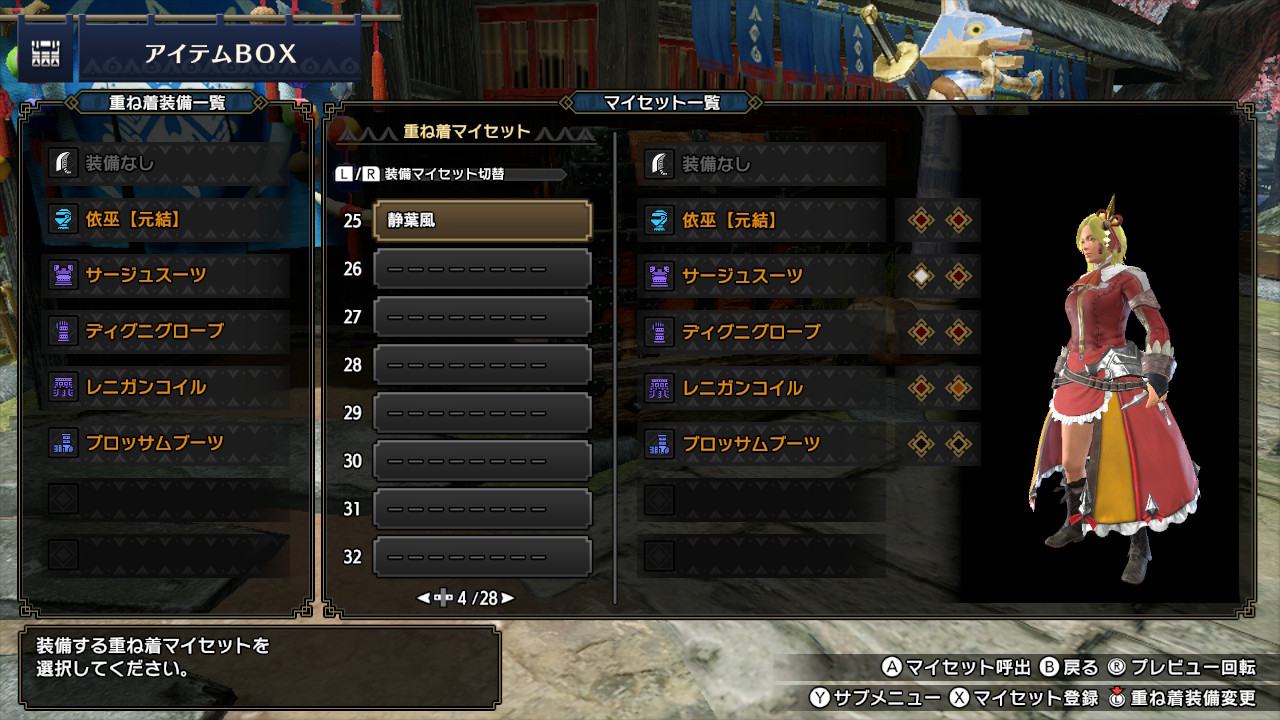 アイテムBOX
重ね着装備一覧
装備なし
依巫【元結】
サージュスーツ
ディグニグローブ
レニガンコイル
ブロッサムブーツ
マイセット一覧
重ね着マイセット
L/R 装備マイセット切替
25 静葉風
26 --------
27 --------
28 --------
29 --------
30 --------
31 --------
32 --------
4/28
装備なし
依巫【元結】
サージュスーツ
ディグニグローブ
レニガンコイル
ブロッサムブーツ
装備する重ね着マイセットを
選択してください。
Aマイセット呼出 B戻る Rプレビュー回転
Yサブメニュー Xマイセット登録 L重ね着装備変更